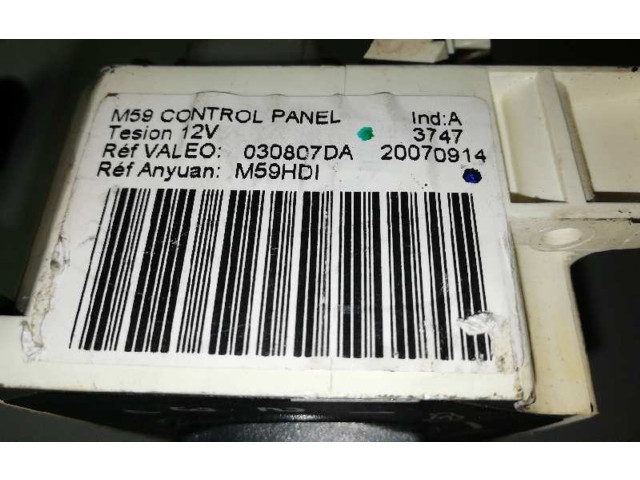 M59 CONTROL PANEL Ind:A
Tesion 12V 3747
Réf VALEO: 030807DA 20070914
Réf Anyuan: M59HDI